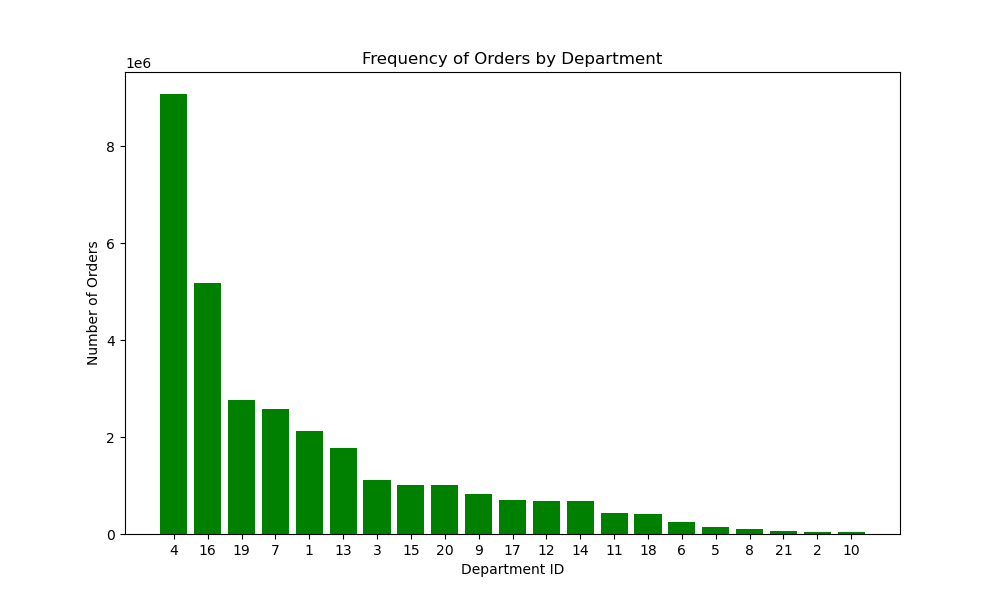 Frequency of Orders by Department
1e6
8
6
4
2
0
Number of Orders
4 16 19 7 1 13 3 15 20 9 17 12 14 11 18 6 5 8 21 2 10
Department ID